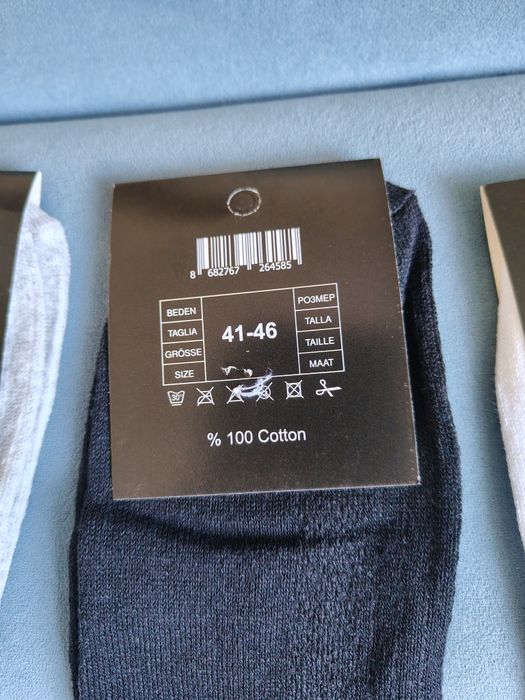 8 682767 264585
BEDEN
TAGLIA
GRÖSSE
SIZE
41-46
РОЗМЕР
TALLA
TAILLE
MAAT
30°
% 100 Cotton